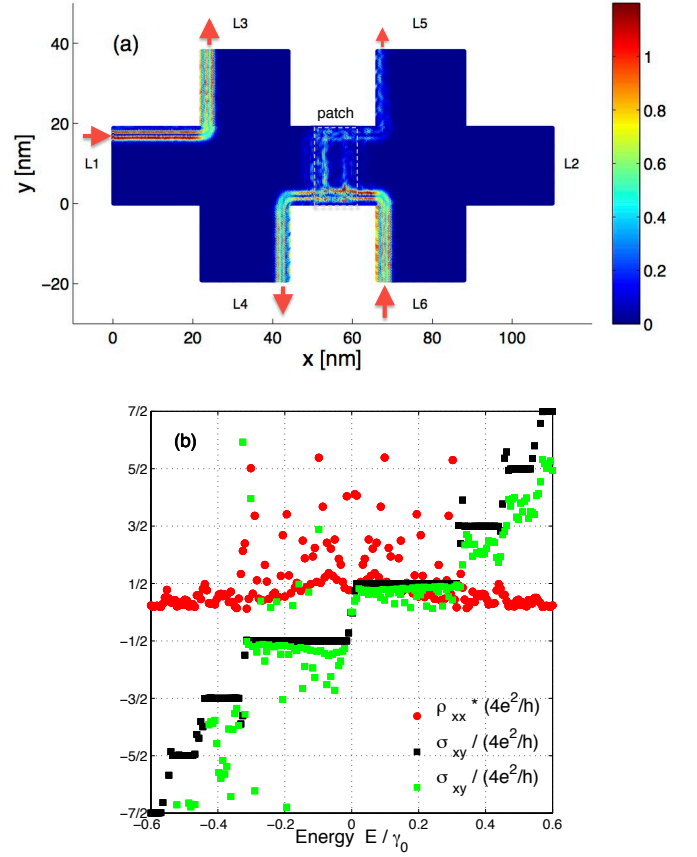 (a)
L3
L5
patch
L1
L2
L4
L6
40
20
0
−20
y [nm]
0
20
40
60
80
100
x [nm]
1
0.8
0.6
0.4
0.2
0
(b)
7/2
5/2
3/2
1/2
−1/2
−3/2
−5/2
−7/2
−0.6
−0.4
−0.2
0
0.2
0.4
0.6
ρ xx * (4e²/h)
σ xy / (4e²/h)
σ xy / (4e²/h)
Energy E / γ₀